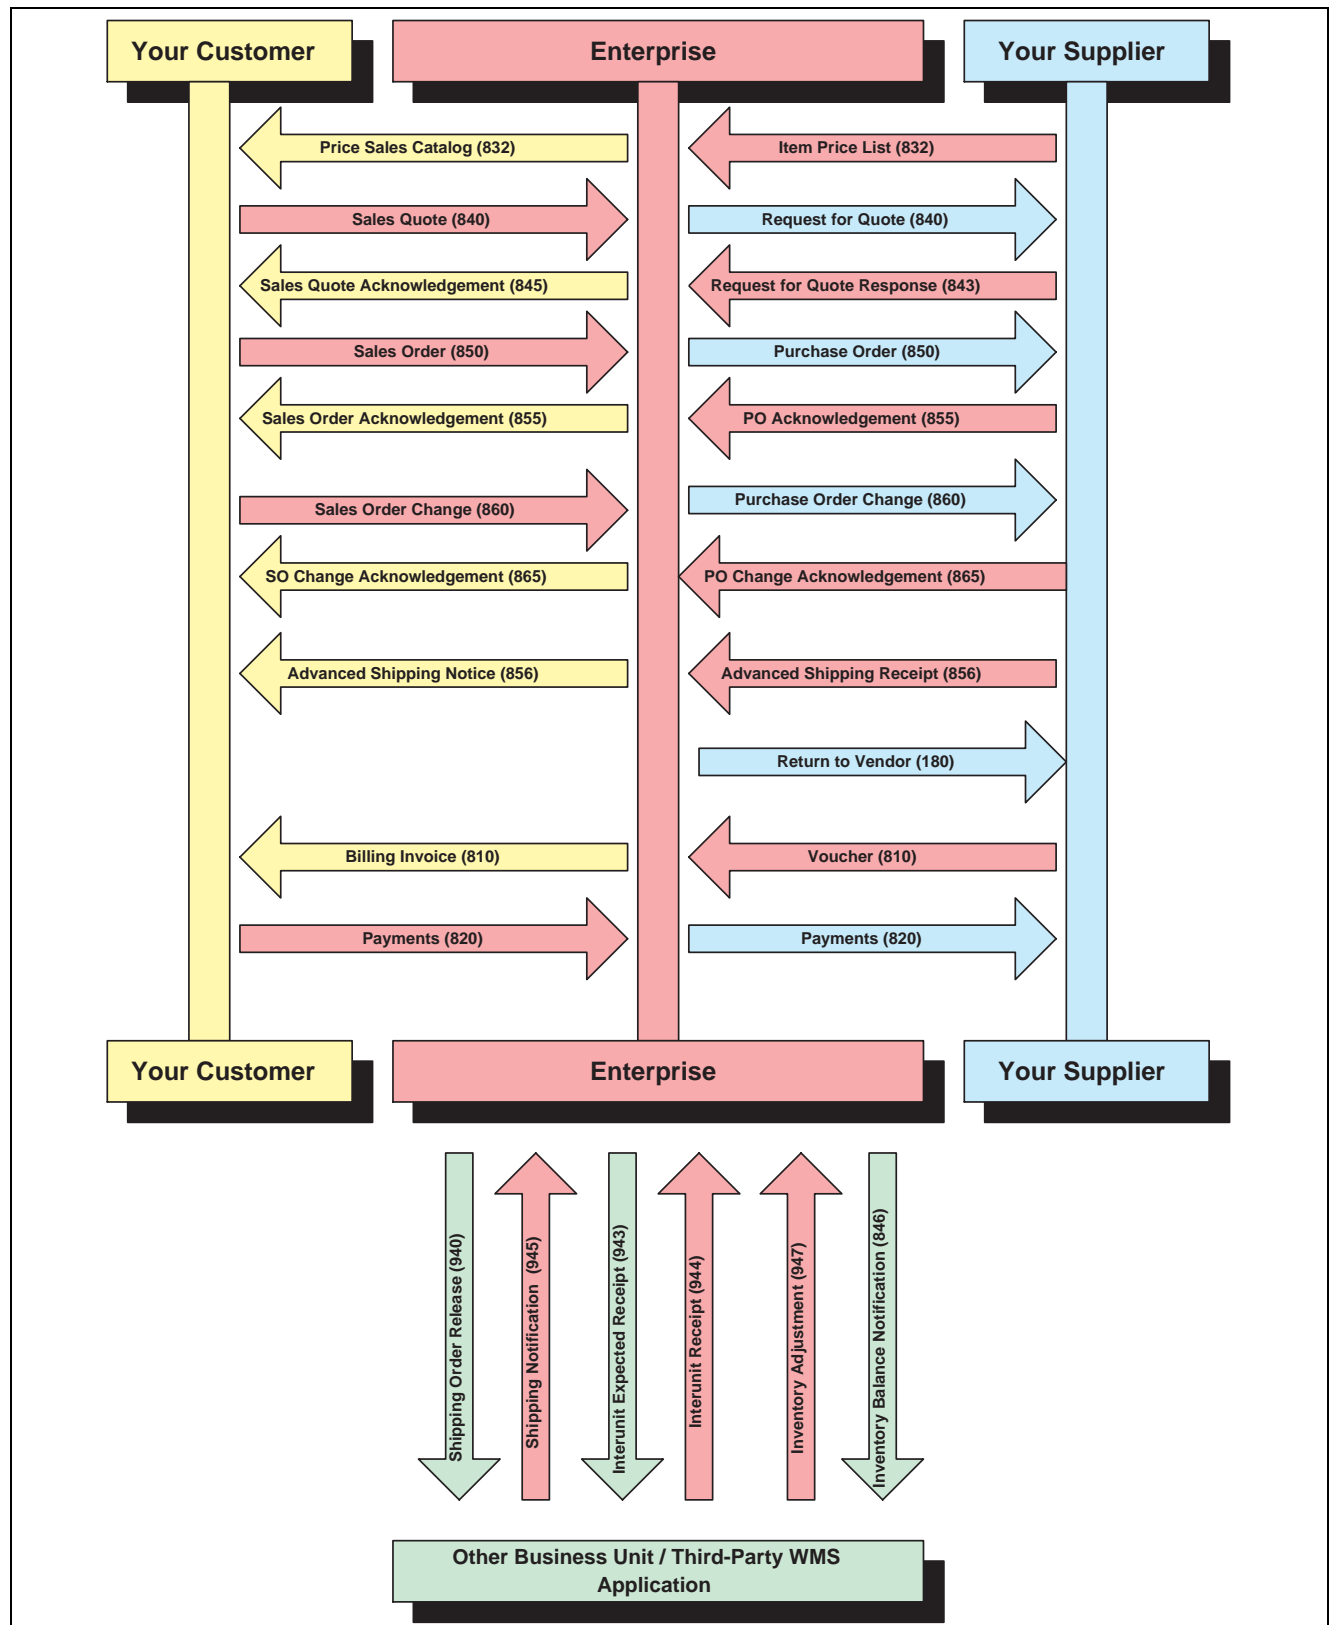 Your Customer
Enterprise
Your Supplier
Price Sales Catalog (832)
Item Price List (832)
Sales Quote (840)
Request for Quote (840)
Sales Quote Acknowledgement (845)
Request for Quote Response (843)
Sales Order (850)
Purchase Order (850)
Sales Order Acknowledgement (855)
PO Acknowledgement (855)
Sales Order Change (860)
Purchase Order Change (860)
SO Change Acknowledgement (865)
PO Change Acknowledgement (865)
Advanced Shipping Notice (856)
Advanced Shipping Receipt (856)
Return to Vendor (180)
Billing Invoice (810)
Voucher (810)
Payments (820)
Payments (820)
Your Customer
Enterprise
Your Supplier
Shipping Order Release (940)
Shipping Notification (945)
Interunit Expected Receipt (943)
Interunit Receipt (944)
Inventory Adjustment (947)
Inventory Balance Notification (846)
Other Business Unit / Third-Party WMS
Application